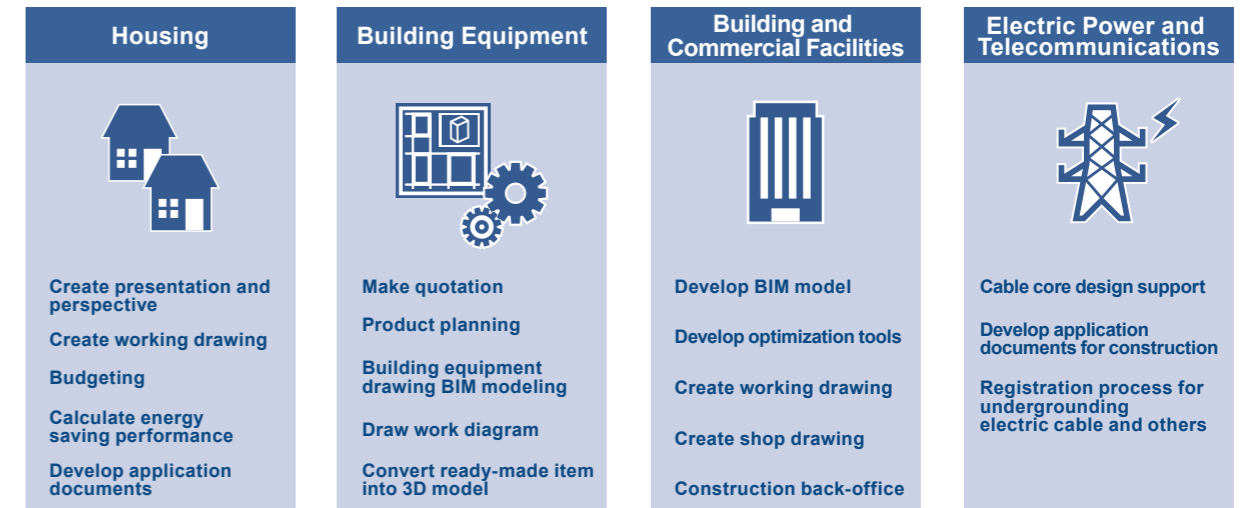 Housing
Create presentation and
perspective
Create working drawing
Budgeting
Calculate energy
saving performance
Develop application
documents
Building Equipment
Make quotation
Product planning
Building equipment
drawing BIM modeling
Draw work diagram
Convert ready-made item
into 3D model
Building and
Commercial Facilities
Develop BIM model
Develop optimization tools
Create working drawing
Create shop drawing
Construction back-office
Electric Power and
Telecommunications
Cable core design support
Develop application
documents for construction
Registration process for
undergrounding
electric cable and others